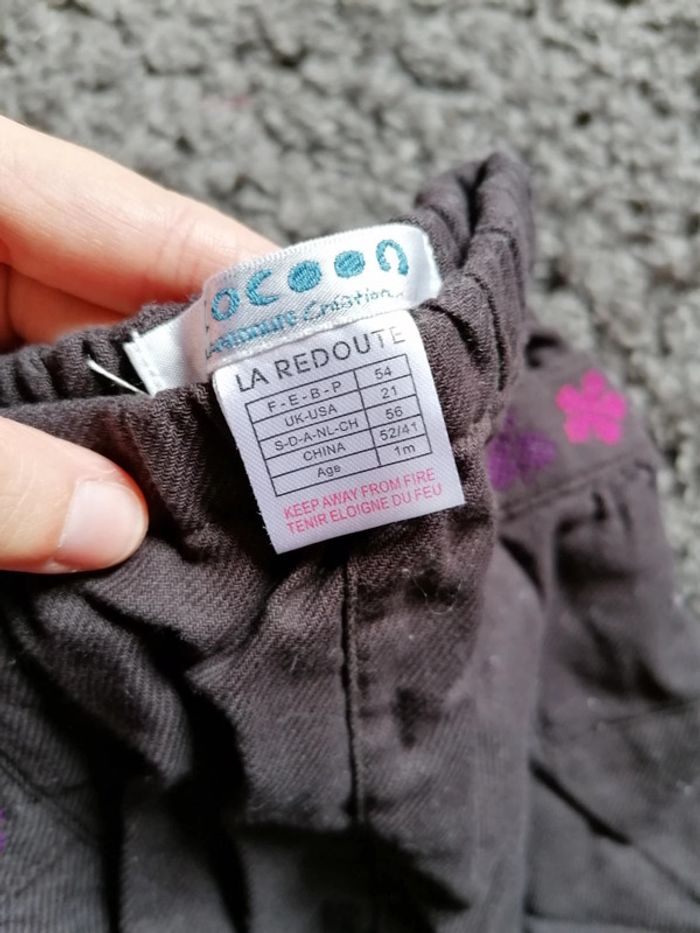 cocoon
Création
LA REDOUTE
F-E-B-P 54
UK-USA 21
S-D-A-NL-CH 56
CHINA 52/41
Age 1m
KEEP AWAY FROM FIRE
TENIR ELOIGNE DU FEU